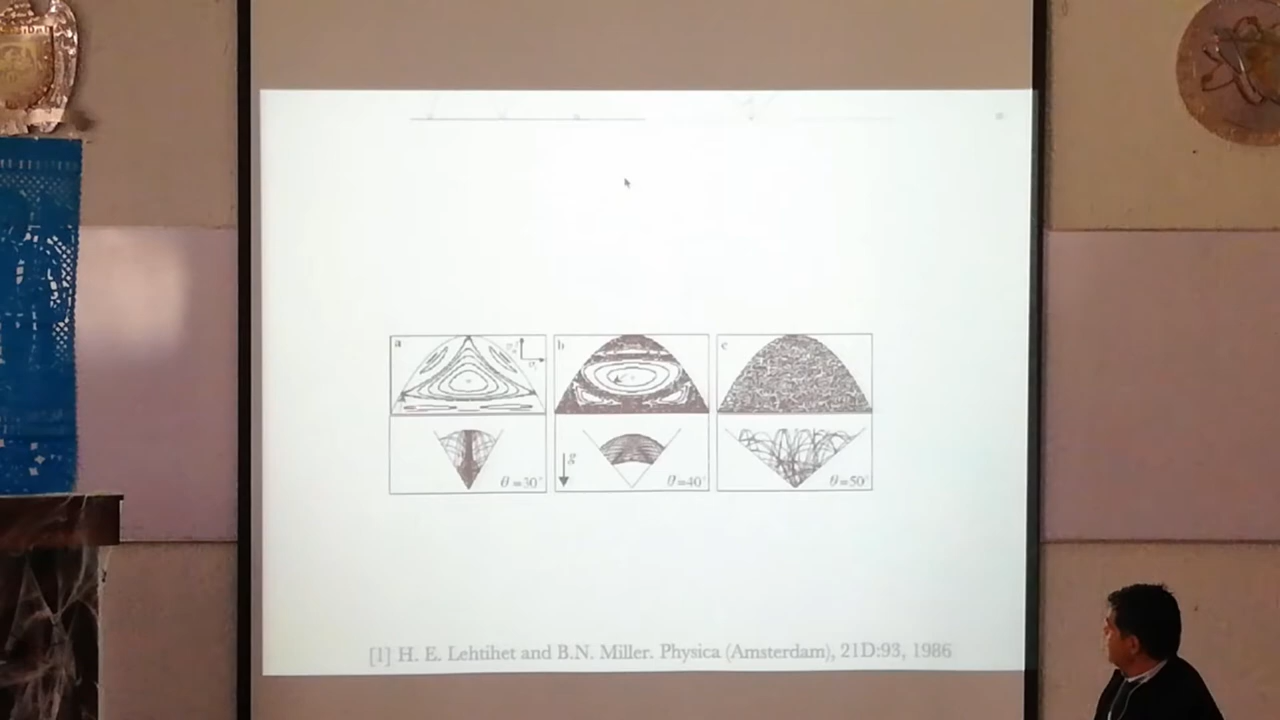 a
b
c
g
θ=30°
θ=40°
θ=50°
[1] H. E. Lehtihet and B.N. Miller. Physica (Amsterdam), 21D:93, 1986